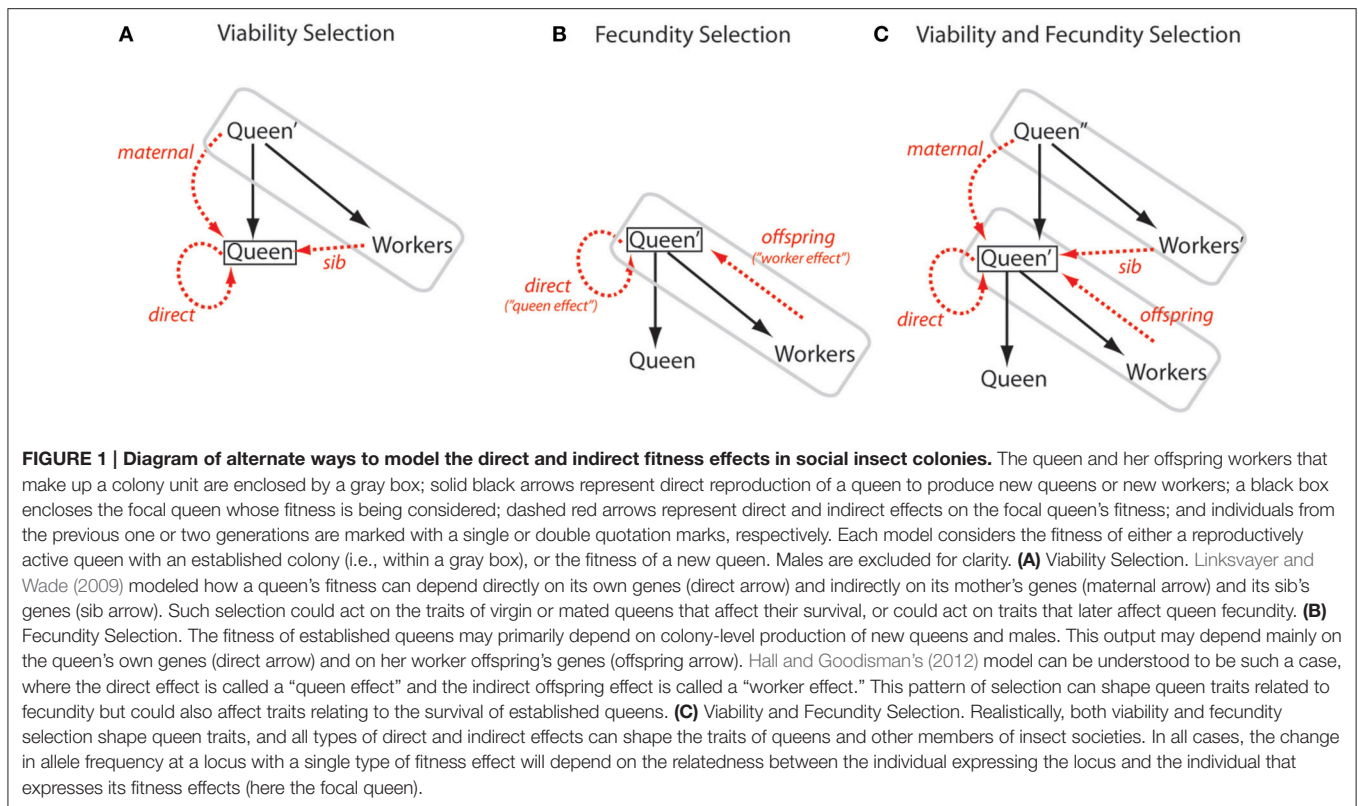 A Viability Selection
B Fecundity Selection
C Viability and Fecundity Selection
Queen'
maternal
Queen
Workers
sib
direct
Queen'
offspring
("worker effect")
direct
("queen effect")
Queen
Workers
Queen"
maternal
Workers'
Queen'
sib
direct
offspring
Queen
Workers
FIGURE 1 | Diagram of alternate ways to model the direct and indirect fitness effects in social insect colonies. The queen and her offspring workers that
make up a colony unit are enclosed by a gray box; solid black arrows represent direct reproduction of a queen to produce new queens or new workers; a black box
encloses the focal queen whose fitness is being considered; dashed red arrows represent direct and indirect effects on the focal queen's fitness; and individuals from
the previous one or two generations are marked with a single or double quotation marks, respectively. Each model considers the fitness of either a reproductively
active queen with an established colony (i.e., within a gray box), or the fitness of a new queen. Males are excluded for clarity. (A) Viability Selection. Linksvayer and
Wade (2009) modeled how a queen's fitness can depend directly on its own genes (direct arrow) and indirectly on its mother's genes (maternal arrow) and its sib's
genes (sib arrow). Such selection could act on the traits of virgin or mated queens that affect their survival, or could act on traits that later affect queen fecundity. (B)
Fecundity Selection. The fitness of established queens may primarily depend on colony-level production of new queens and males. This output may depend mainly on
the queen's own genes (direct arrow) and on her worker offspring's genes (offspring arrow). Hall and Goodisman's (2012) model can be understood to be such a case,
where the direct effect is called a "queen effect" and the indirect offspring effect is called a "worker effect." This pattern of selection can shape queen traits related to
fecundity but could also affect traits relating to the survival of established queens. (C) Viability and Fecundity Selection. Realistically, both viability and fecundity
selection shape queen traits, and all types of direct and indirect effects can shape the traits of queens and other members of insect societies. In all cases, the change
in allele frequency at a locus with a single type of fitness effect will depend on the relatedness between the individual expressing the locus and the individual that
expresses its fitness effects (here the focal queen).